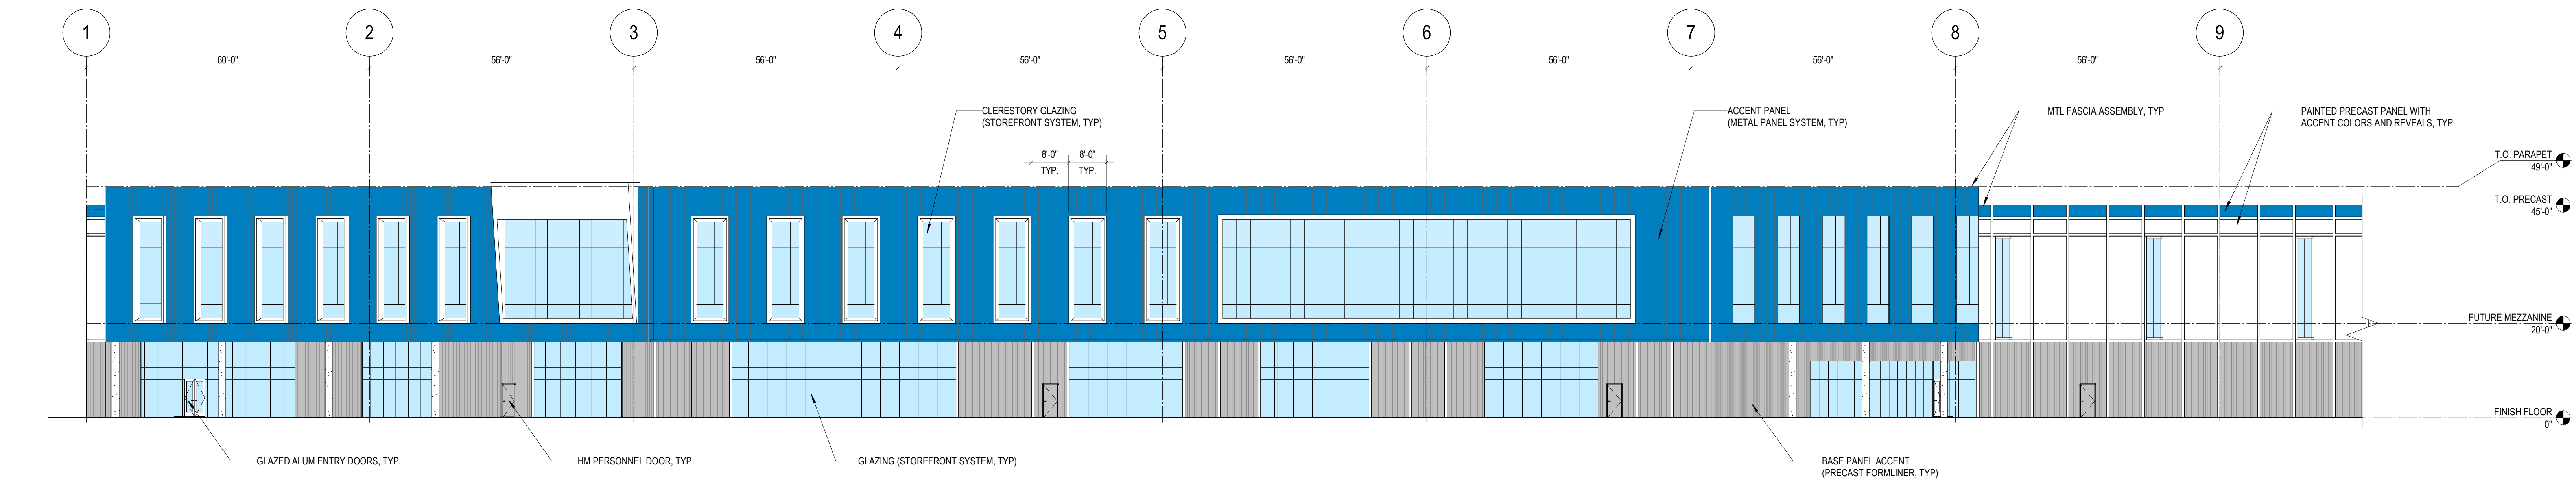 1 2 3 4 5 6 7 8 9
60'-0" 56'-0" 56'-0" 56'-0" 56'-0" 56'-0" 56'-0" 56'-0"
CLERESTORY GLAZING
(STOREFRONT SYSTEM, TYP)
ACCENT PANEL
(METAL PANEL SYSTEM, TYP)
MTL FASCIA ASSEMBLY, TYP
PAINTED PRECAST PANEL WITH
ACCENT COLORS AND REVEALS, TYP
8'-0" 8'-0"
TYP. TYP.
T.O. PARAPET
49'-0"
T.O. PRECAST
45'-0"
FUTURE MEZZANINE
20'-0"
FINISH FLOOR
0"
GLAZED ALUM ENTRY DOORS, TYP.
HM PERSONNEL DOOR, TYP
GLAZING (STOREFRONT SYSTEM, TYP)
BASE PANEL ACCENT
(PRECAST FORMLINER, TYP)